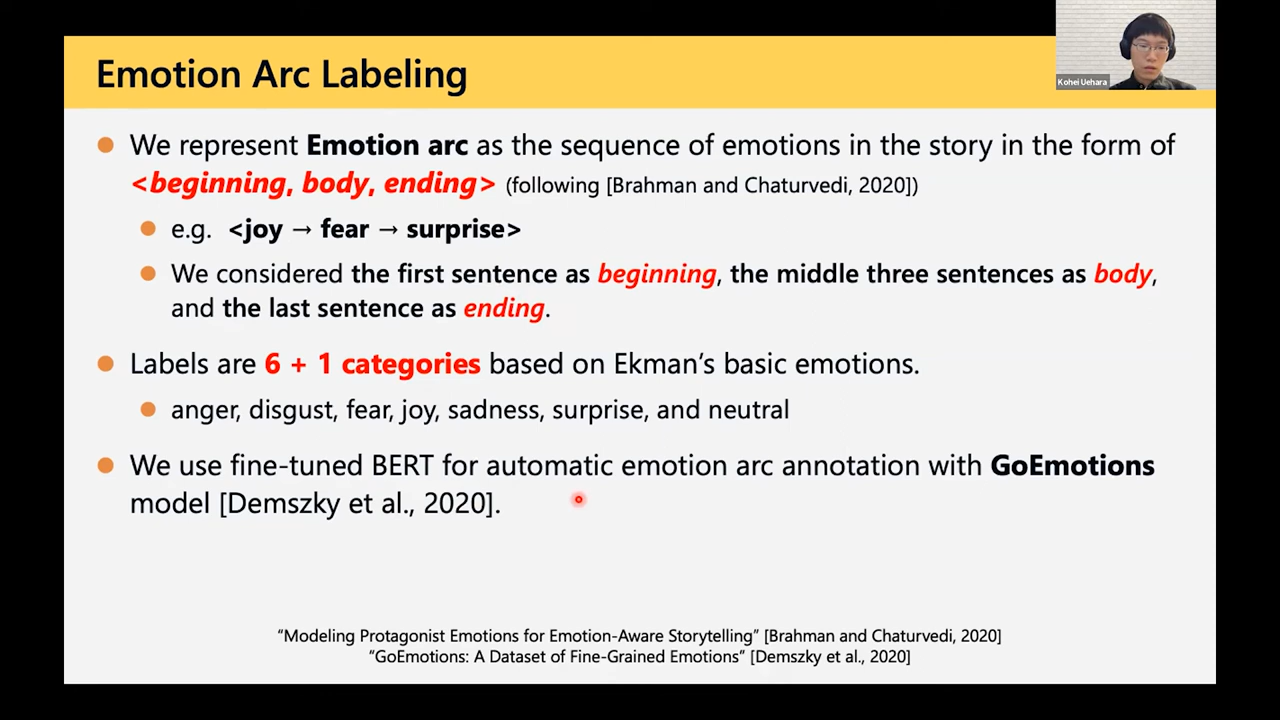 Emotion Arc Labeling
Kohei Uehara
We represent Emotion arc as the sequence of emotions in the story in the form of
<beginning, body, ending> (following [Brahman and Chaturvedi, 2020])
e.g. <joy → fear → surprise>
We considered the first sentence as beginning, the middle three sentences as body,
and the last sentence as ending.
Labels are 6 + 1 categories based on Ekman’s basic emotions.
anger, disgust, fear, joy, sadness, surprise, and neutral
We use fine-tuned BERT for automatic emotion arc annotation with GoEmotions
model [Demszky et al., 2020].
“Modeling Protagonist Emotions for Emotion-Aware Storytelling” [Brahman and Chaturvedi, 2020]
“GoEmotions: A Dataset of Fine-Grained Emotions” [Demszky et al., 2020]